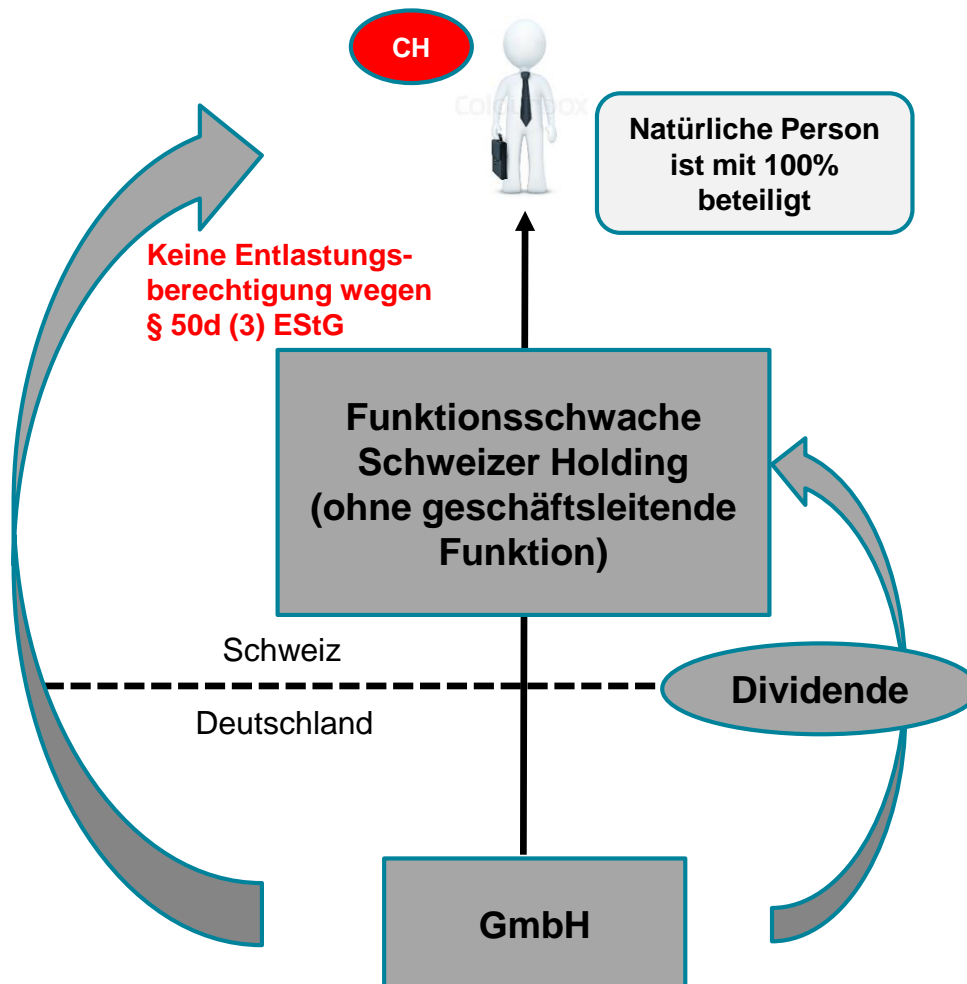 CH
Colourbox
Natürliche Person
ist mit 100%
beteiligt
Keine Entlastungs-
berechtigung wegen
§ 50d (3) EStG
Funktionsschwache
Schweizer Holding
(ohne geschäftsleitende
Funktion)
Schweiz
Deutschland
Dividende
GmbH